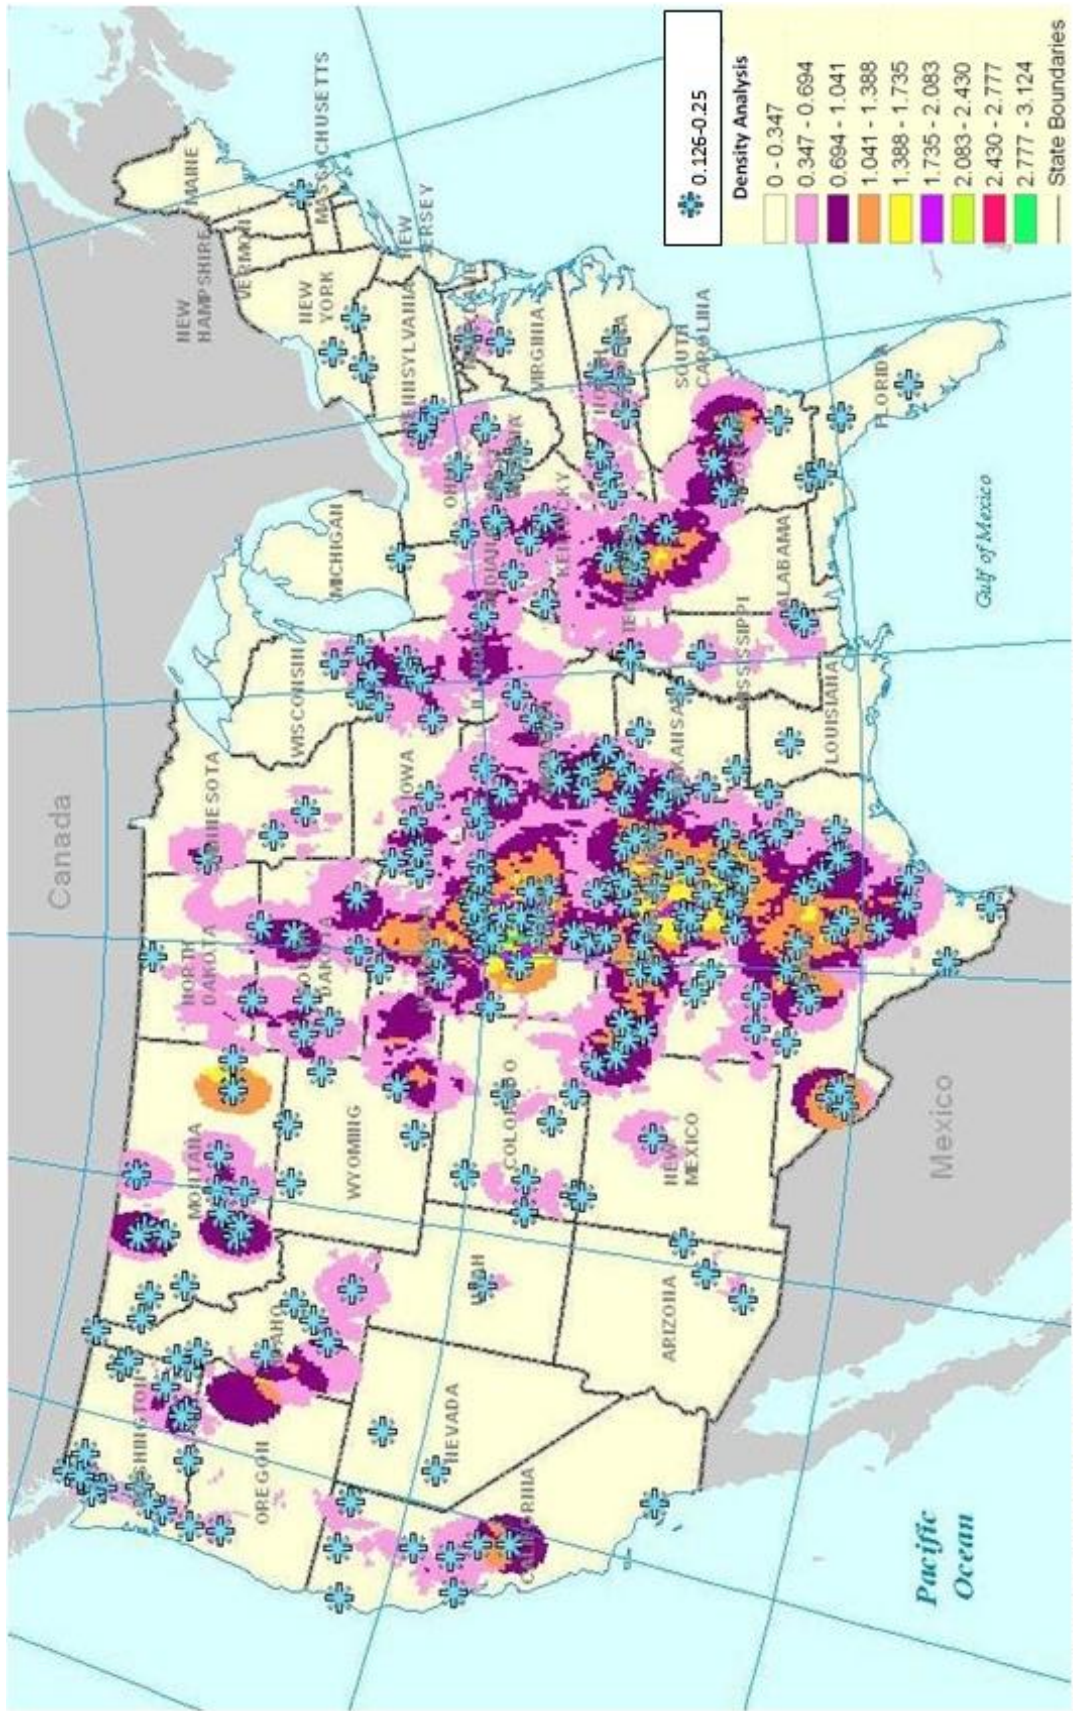 Canada
MAINE
NEW
HAMPSHIRE
VERMONT
MASSACHUSETTS
NEW
YORK
NEW
JERSEY
PENNSYLVANIA
VIRGINIA
SOUTH
CAROLINA
FLORIDA
MICHIGAN
WISCONSIN
MINNESOTA
IOWA
KENTUCKY
ALABAMA
MISSISSIPPI
LOUISIANA
NORTH
DAKOTA
MONTANA
WYOMING
COLORADO
NEW
MEXICO
UTAH
ARIZONA
NEVADA
OREGON
Gulf of Mexico
Mexico
Pacific
Ocean
0.126-0.25
Density Analysis
0 - 0.347
0.347 - 0.694
0.694 - 1.041
1.041 - 1.388
1.388 - 1.735
1.735 - 2.083
2.083 - 2.430
2.430 - 2.777
2.777 - 3.124
State Boundaries